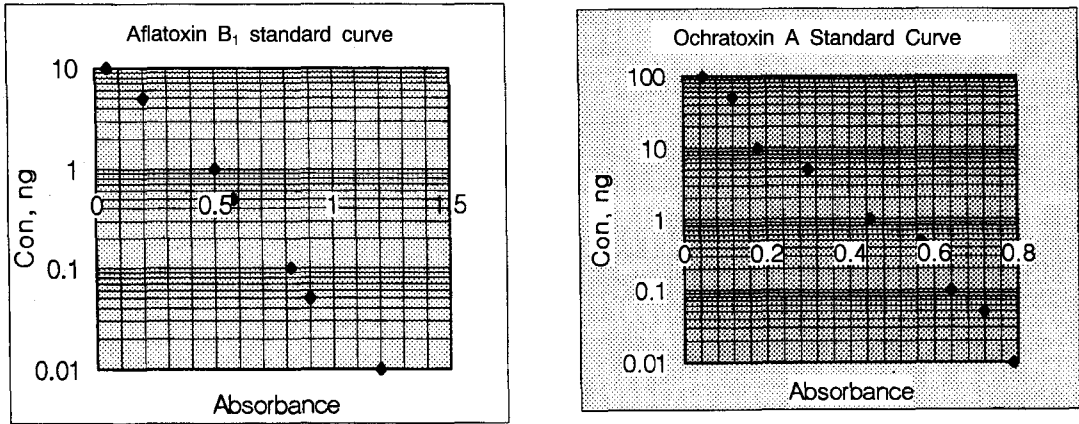 Aflatoxin B₁ standard curve
10
1
0 0.5 1 1.5
0.1
0.01
Con, ng
Absorbance
Ochratoxin A Standard Curve
100
10
1
0 0.2 0.4 0.6 0.8
0.1
0.01
Con, ng
Absorbance